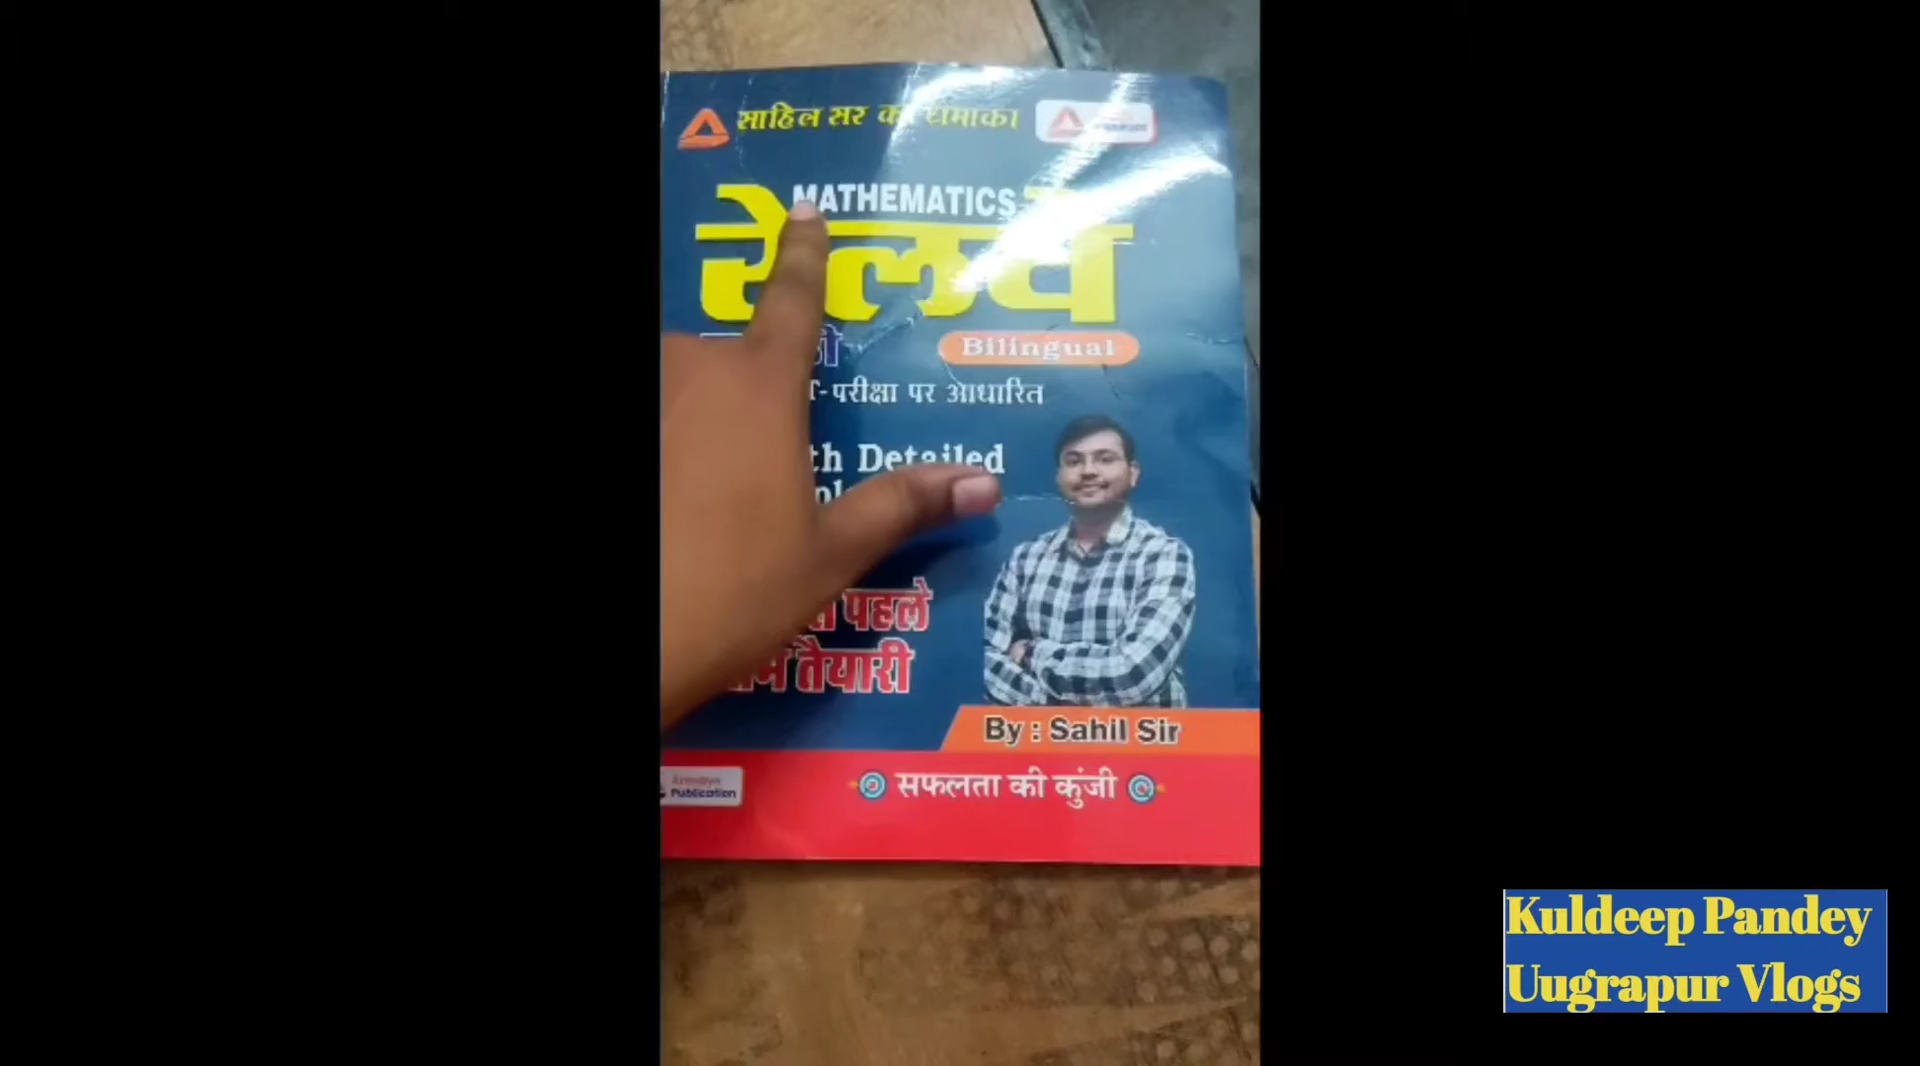 साहिल सर का धमाका
MATHEMATICS
रेलवे
Bilingual
-परीक्षा पर आधारित
th Detailed
पहले
तैयारी
By : Sahil Sir
Publication
सफलता की कुंजी
Kuldeep Pandey
Uugrapur Vlogs